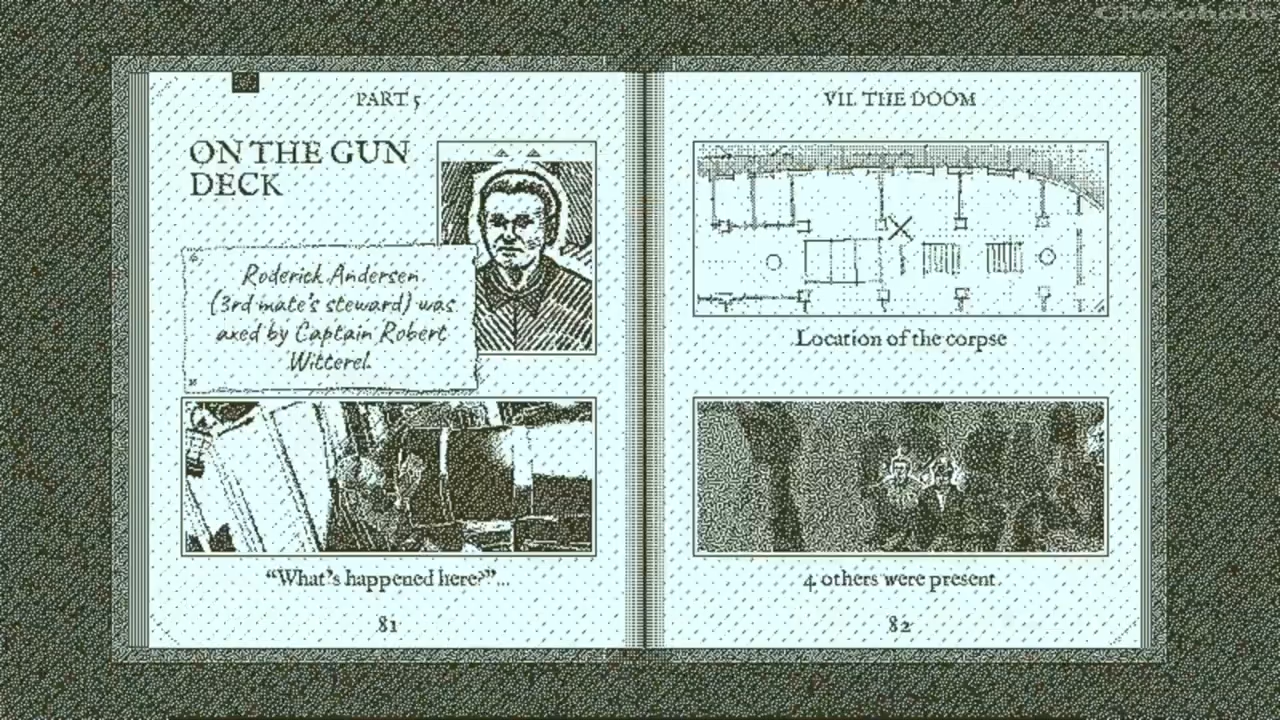 PART 5
ON THE GUN
DECK
Roderick Andersen
(3rd mate's steward) was
axed by Captain Robert
Witterel.
"What's happened here?"...
81
VII. THE DOOM
Location of the corpse
4 others were present.
82